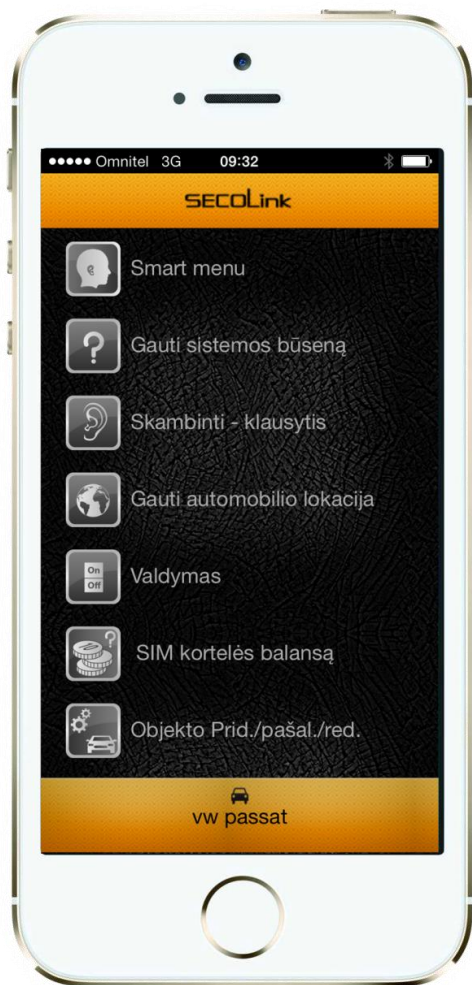 Omnitel 3G 09:32
SECOLink
Smart menu
Gauti sistemos būseną
?
Skambinti - klausytis
Gauti automobilio lokacija
On
Off
Valdymas
?
SIM kortelės balansą
Objekto Prid./pašal./red.
vw passat